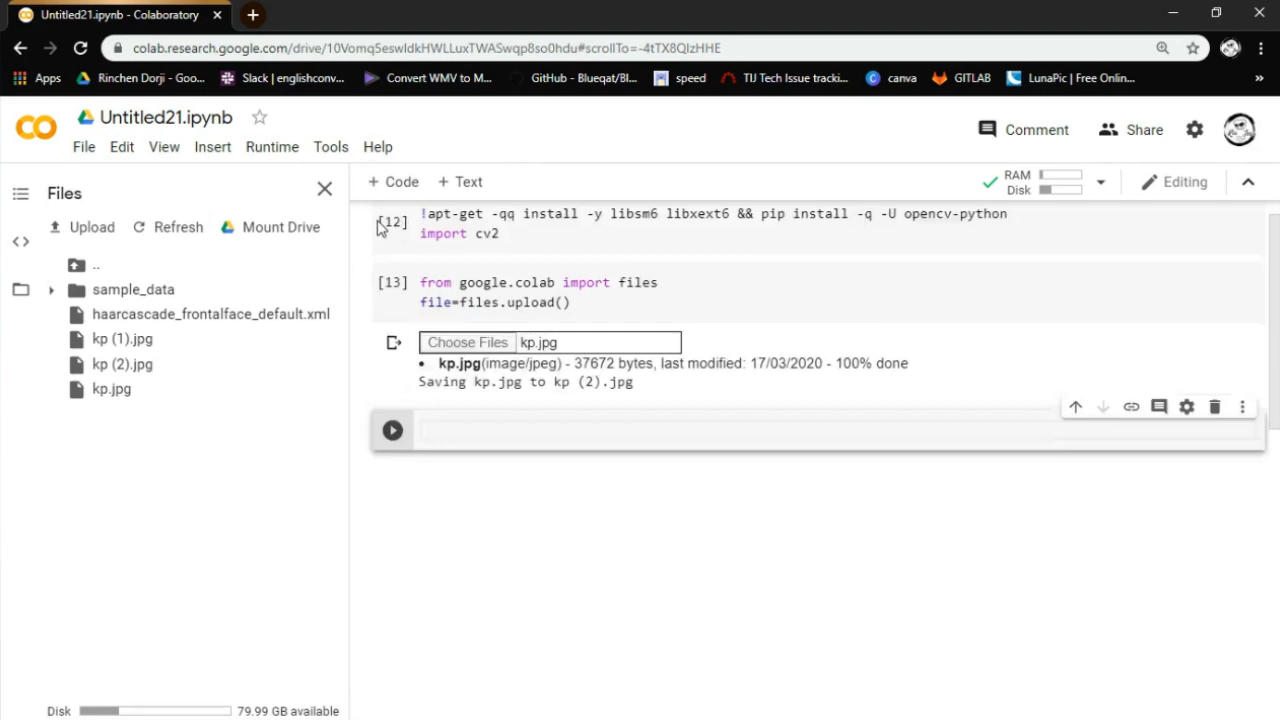 Untitled21.ipynb - Colaboratory
colab.research.google.com/drive/10VomqSeswIdkHWLLuxTWASwqp8so0hdu#scrollTo=-4tTX8QIzHHE
Apps Rinchen Dorji - Goo... Slack | englishconv... Convert WMV to M... GitHub - Blueqat/Bl... speed TIJ Tech Issue tracki... canva GITLAB LunaPic | Free Onlin... »
CO Untitled21.ipynb
Comment Share
File Edit View Insert Runtime Tools Help
Files
+ Code + Text
RAM
Disk
Editing
Upload Refresh Mount Drive
..
sample_data
haarcascade_frontalface_default.xml
kp (1).jpg
kp (2).jpg
kp.jpg
[12] !apt-get -qq install -y libsm6 libxext6 && pip install -q -U opencv-python
import cv2
[13] from google.colab import files
file=files.upload()
Choose Files kp.jpg
• kp.jpg(image/jpeg) - 37672 bytes, last modified: 17/03/2020 - 100% done
Saving kp.jpg to kp (2).jpg
Disk 79.99 GB available